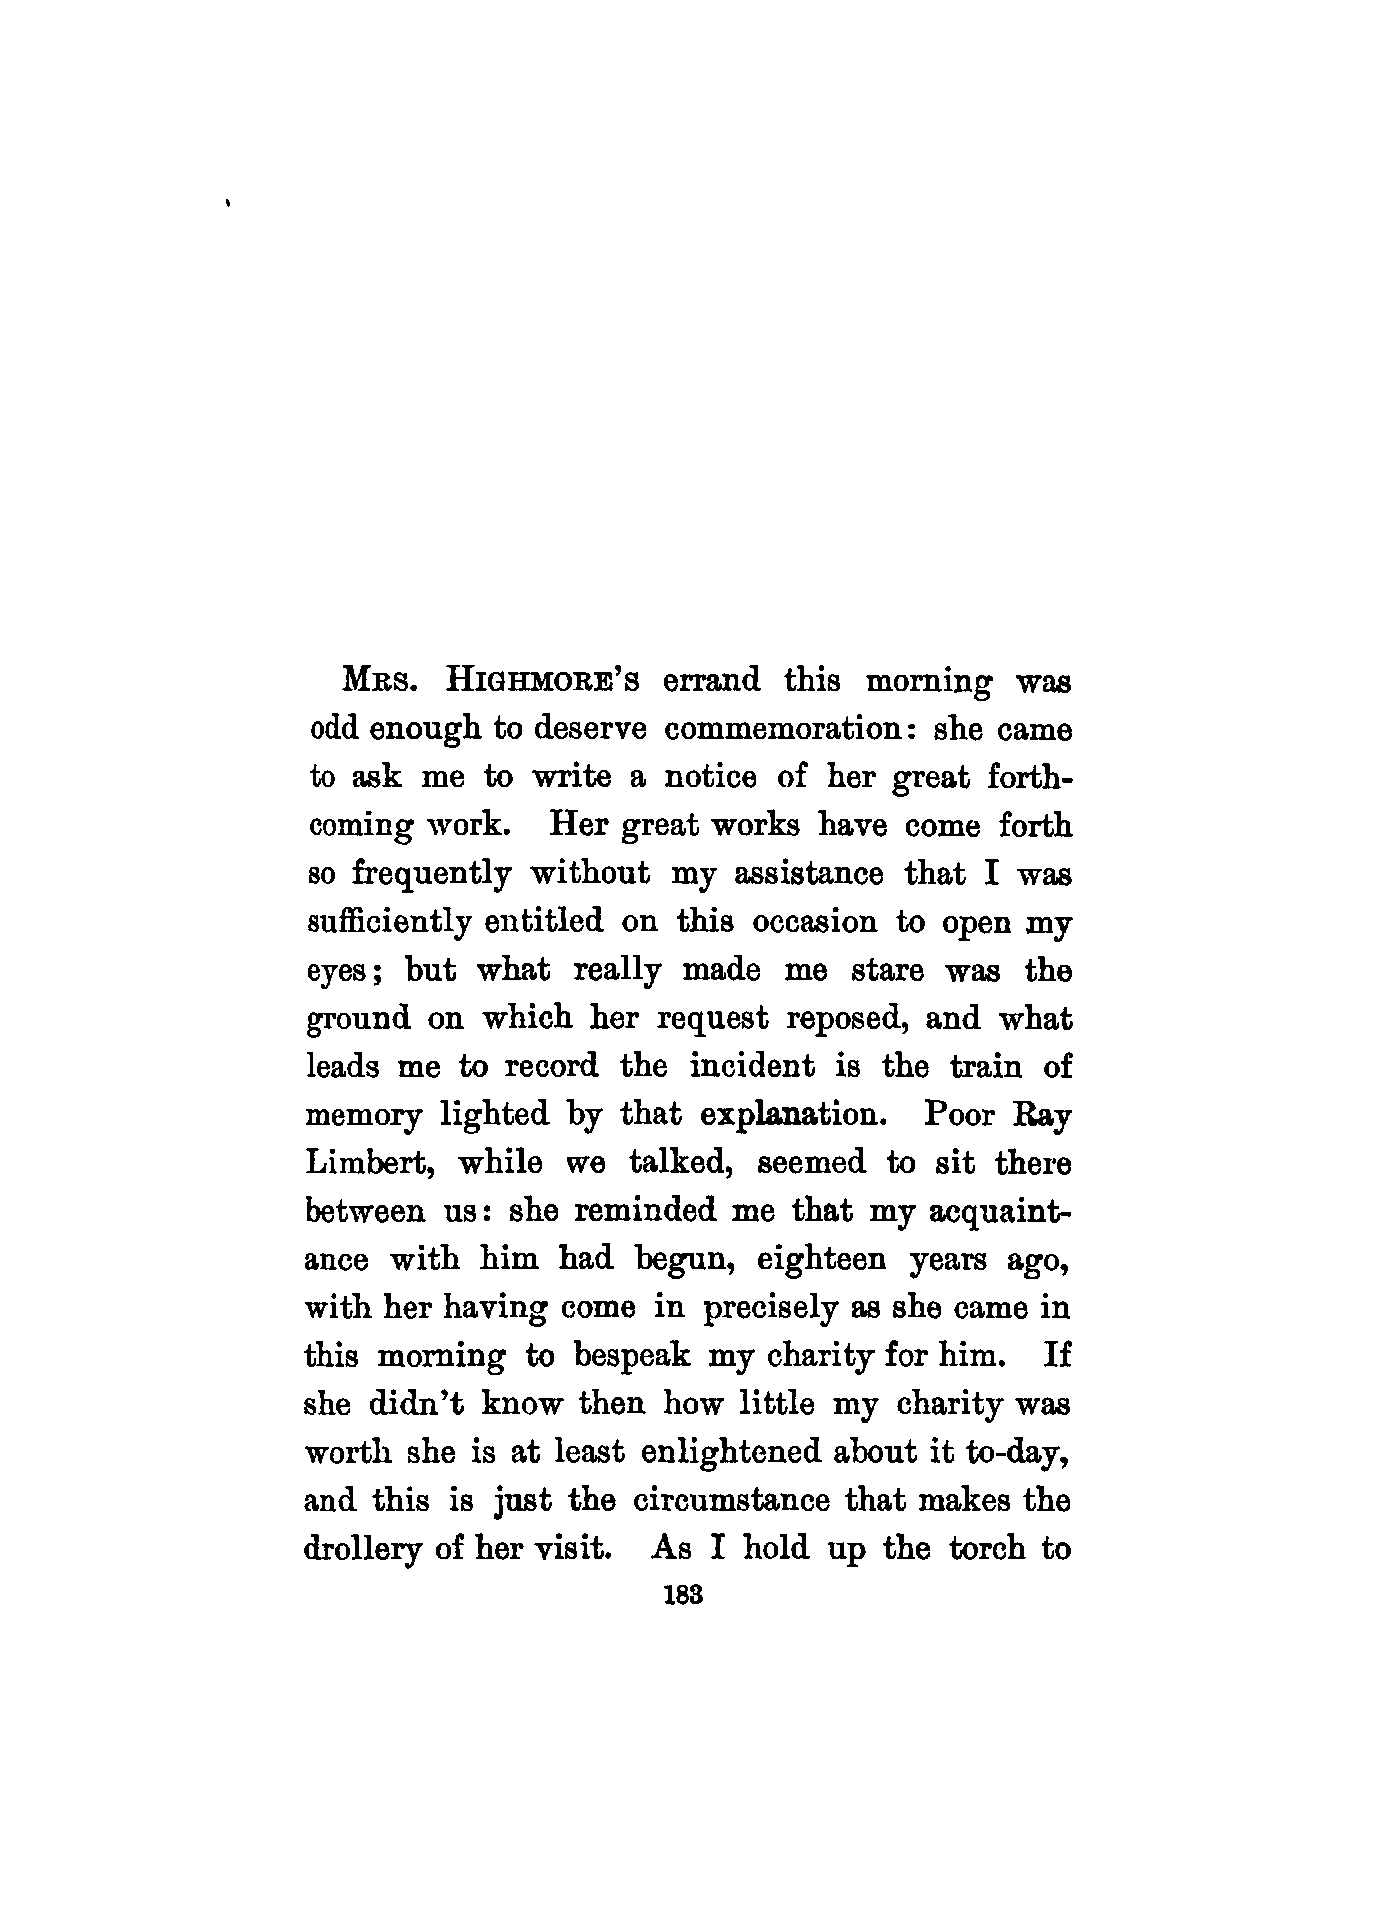 MRS. HIGHMORE'S errand this morning was
odd enough to deserve commemoration: she came
to ask me to write a notice of her great forth-
coming work. Her great works have come forth
so frequently without my assistance that I was
sufficiently entitled on this occasion to open my
eyes; but what really made me stare was the
ground on which her request reposed, and what
leads me to record the incident is the train of
memory lighted by that explanation. Poor Ray
Limbert, while we talked, seemed to sit there
between us: she reminded me that my acquaint-
ance with him had begun, eighteen years ago,
with her having come in precisely as she came in
this morning to bespeak my charity for him. If
she didn't know then how little my charity was
worth she is at least enlightened about it to-day,
and this is just the circumstance that makes the
drollery of her visit. As I hold up the torch to
183